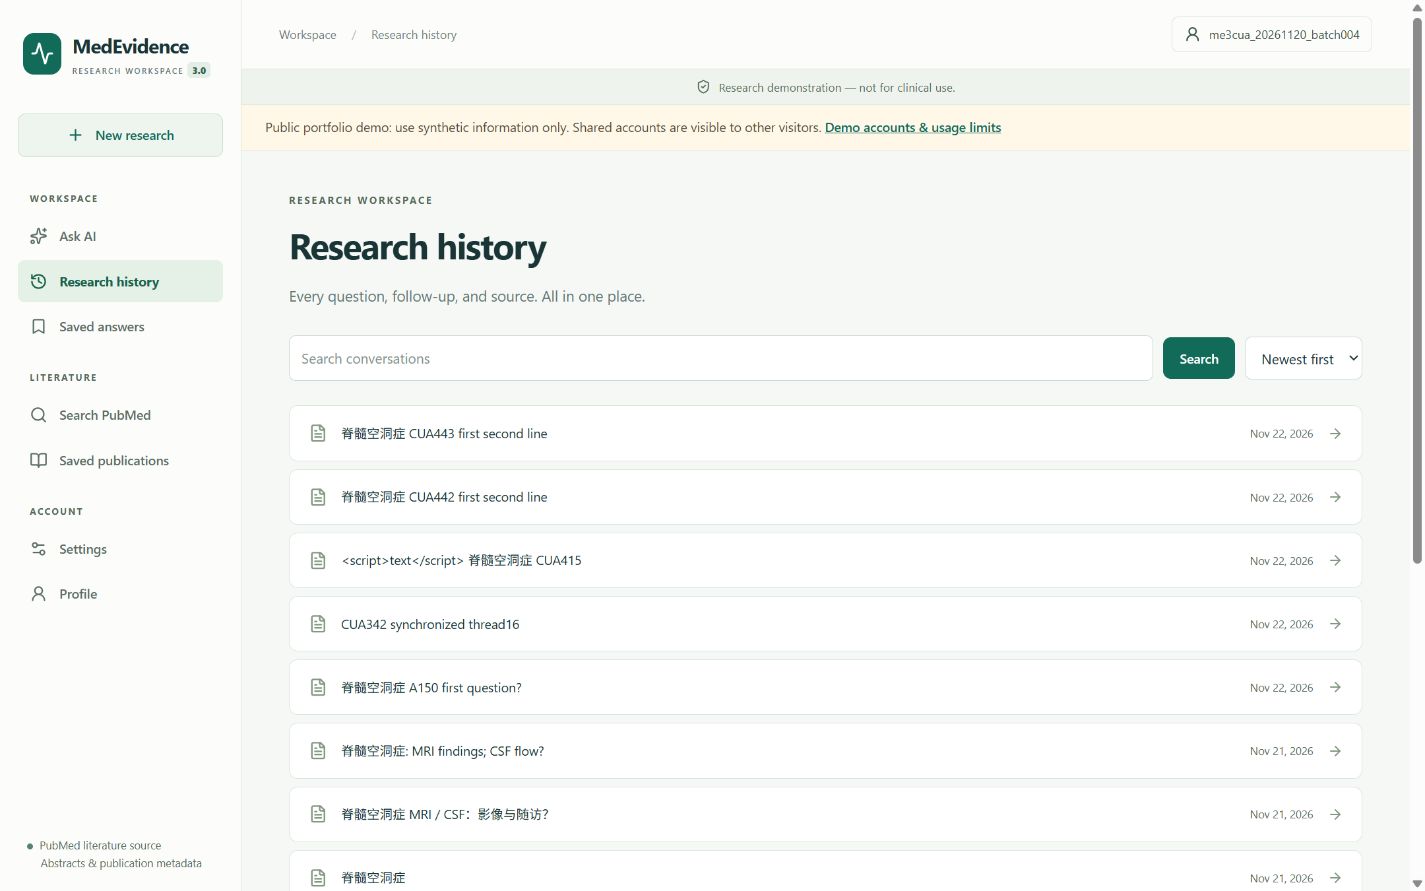 MedEvidence
RESEARCH WORKSPACE 3.0
New research
WORKSPACE
Ask AI
Research history
Saved answers
LITERATURE
Search PubMed
Saved publications
ACCOUNT
Settings
Profile
PubMed literature source
Abstracts & publication metadata
Workspace / Research history
me3cua_20261120_batch004
Research demonstration — not for clinical use.
Public portfolio demo: use synthetic information only. Shared accounts are visible to other visitors. Demo accounts & usage limits
RESEARCH WORKSPACE
Research history
Every question, follow-up, and source. All in one place.
Search conversations
Search
Newest first
脊髓空洞症 CUA443 first second line
Nov 22, 2026
脊髓空洞症 CUA442 first second line
Nov 22, 2026
<script>text</script> 脊髓空洞症 CUA415
Nov 22, 2026
CUA342 synchronized thread16
Nov 22, 2026
脊髓空洞症 A150 first question?
Nov 22, 2026
脊髓空洞症: MRI findings; CSF flow?
Nov 21, 2026
脊髓空洞症 MRI / CSF：影像与随访？
Nov 21, 2026
脊髓空洞症
Nov 21, 2026